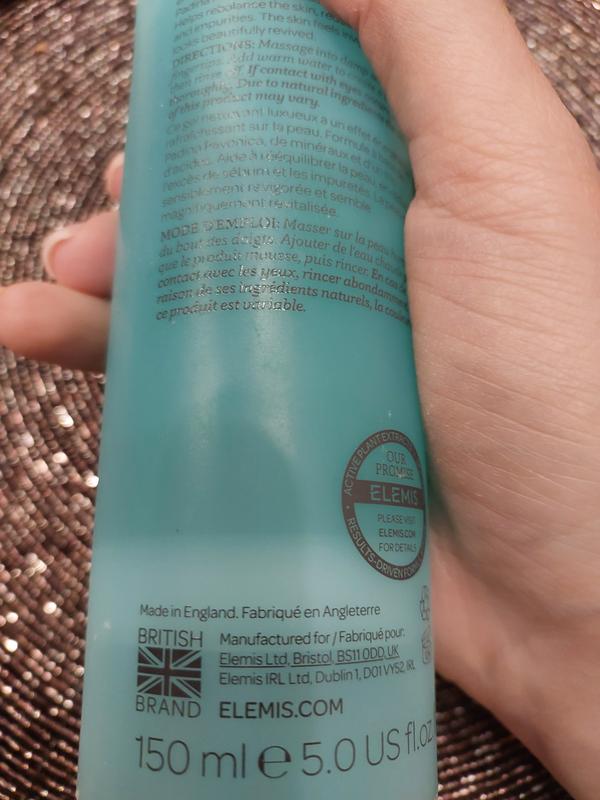 Padina
Helps rebalance the skin,
and impurities. The skin feels
looks beautifully revived.
DIRECTIONS: Massage into damp
fingertips. Add warm water to
then rinse off. If contact with eyes
thoroughly. Due to natural ingredients
of this product may vary.
Ce gel nettoyant luxueux a un effet
rafraîchissant sur la peau. Formule à
Padina Pavonica, de minéraux et d'un
d'acides. Aide à rééquilibrer la peau, en
l'excès de sébum et les impuretés. La peau
sensiblement revigorée et semble
magnifiquement revitalisée.
MODE D'EMPLOI: Masser sur la peau
du bout des doigts. Ajouter de l'eau chaude
que le produit mousse, puis rincer. En cas
contact avec les yeux, rincer abondamment
raison de ses ingrédients naturels, la
ce produit est variable.
ACTIVE PLANT EXTRACTS
OUR
PROMISE
ELEMIS
PLEASE VISIT
ELEMIS.COM
FOR DETAILS
RESULTS-DRIVEN
Made in England. Fabriqué en Angleterre
BRITISH
BRAND
Manufactured for / Fabriqué pour:
Elemis Ltd, Bristol, BS11 0DD, UK
Elemis IRL Ltd, Dublin 1, D01 VY52, IRL
ELEMIS.COM
150 ml e 5.0 US fl.oz